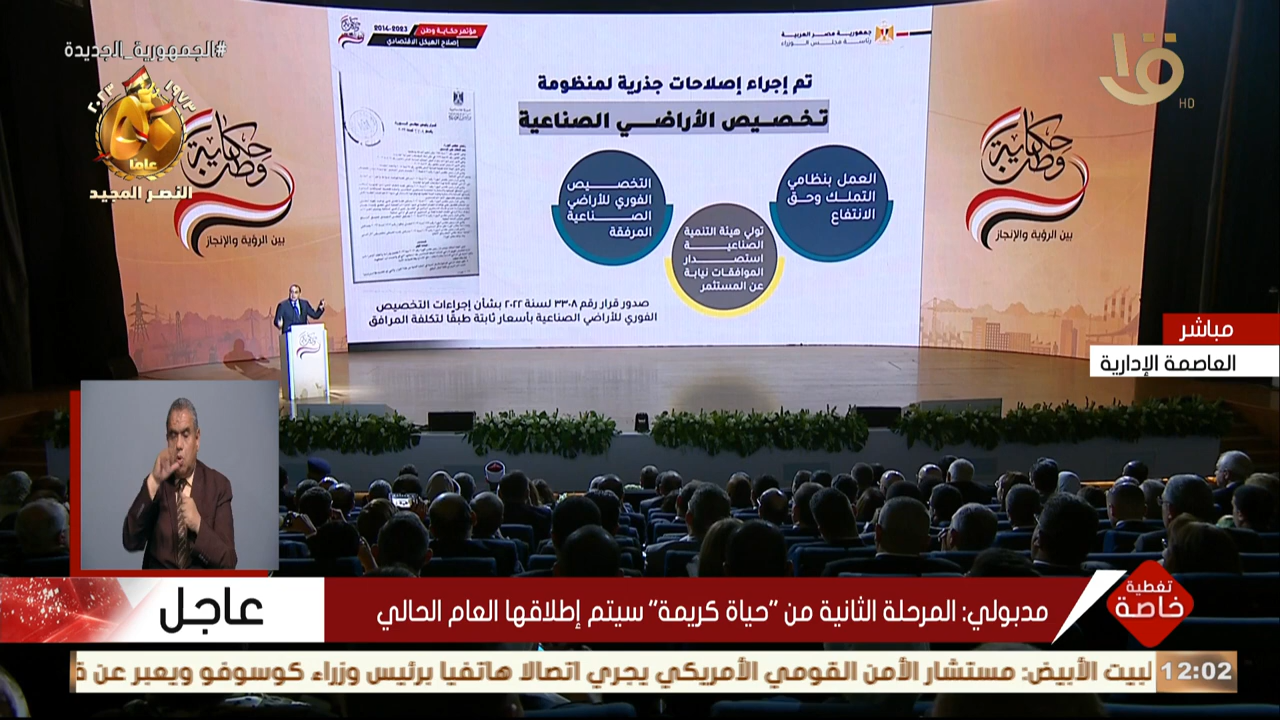 #الجمهورية_الجديدة
١٩٧٣
٢٠٢٣
٥٠
عاما
النصر المجيد
HD
مؤتمر حكاية وطن 2023-2014
إصلاح الهيكل الاقتصادي
جمهورية مصر العربية
رئاسة مجلس الوزراء
تم إجراء إصلاحات جذرية لمنظومة
تخصيص الأراضي الصناعية
العمل بنظامي
التملك وحق
الانتفاع
تولي هيئة التنمية
الصناعية
استصدار
الموافقات نيابة
عن المستثمر
التخصيص
الفوري للأراضي
الصناعية
المرفقة
صدور قرار رقم ٣٣٠٨ لسنة ٢٠٢٢ بشأن إجراءات التخصيص
الفوري للأراضي الصناعية بأسعار ثابتة طبقًا لتكلفة المرافق
حكاية وطن
بين الرؤية والإنجاز
حكاية وطن
بين الرؤية والإنجاز
مباشر
العاصمة الإدارية
تغطية
خاصة
مدبولي: المرحلة الثانية من "حياة كريمة" سيتم إطلاقها العام الحالي
عاجل
12:02
لبيت الأبيض: مستشار الأمن القومي الأمريكي يجري اتصالا هاتفيا برئيس وزراء كوسوفو ويعبر عن ق